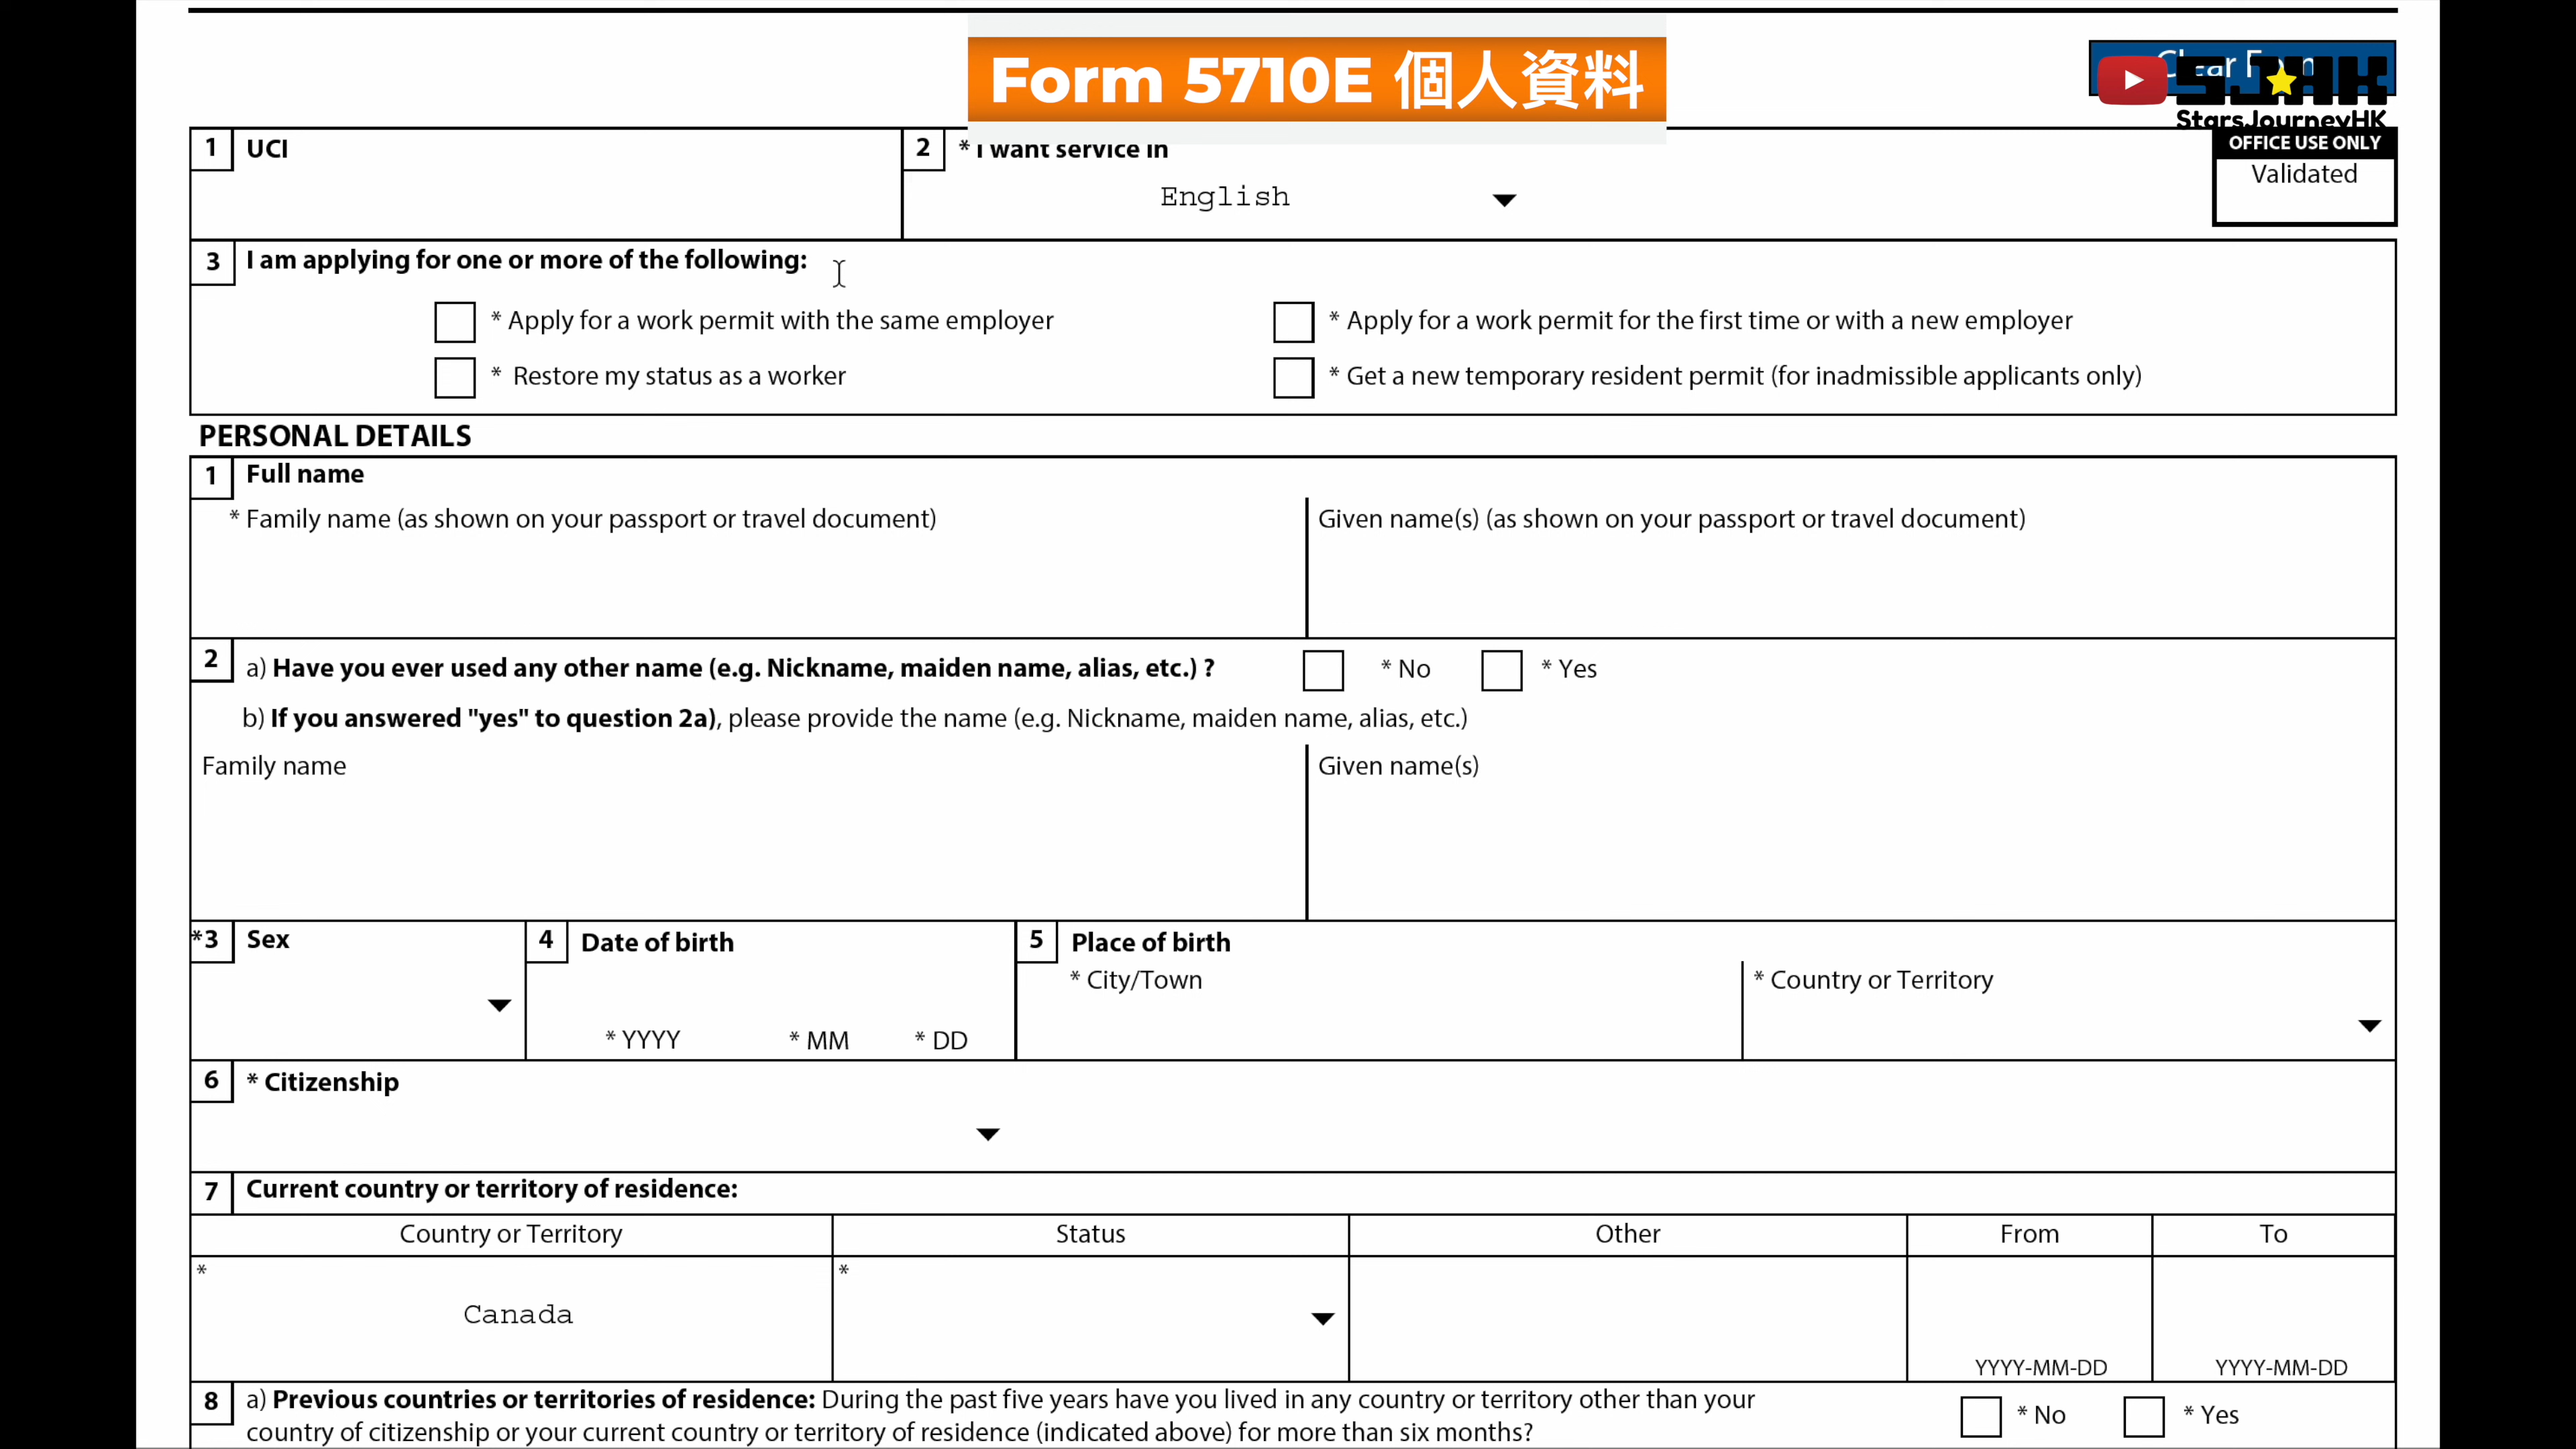 Form 5710E 個人資料
StarsJourneyHK
1 UCI
2 * I want service in
English
OFFICE USE ONLY
Validated
3 I am applying for one or more of the following:
* Apply for a work permit with the same employer
* Apply for a work permit for the first time or with a new employer
* Restore my status as a worker
* Get a new temporary resident permit (for inadmissible applicants only)
PERSONAL DETAILS
1 Full name
* Family name (as shown on your passport or travel document)
Given name(s) (as shown on your passport or travel document)
2 a) Have you ever used any other name (e.g. Nickname, maiden name, alias, etc.) ? * No * Yes
b) If you answered "yes" to question 2a), please provide the name (e.g. Nickname, maiden name, alias, etc.)
Family name
Given name(s)
*3 Sex
4 Date of birth
* YYYY * MM * DD
5 Place of birth
* City/Town
* Country or Territory
6 * Citizenship
7 Current country or territory of residence:
Country or Territory Status Other From To
* *
Canada
YYYY-MM-DD YYYY-MM-DD
8 a) Previous countries or territories of residence: During the past five years have you lived in any country or territory other than your
country of citizenship or your current country or territory of residence (indicated above) for more than six months?
* No * Yes